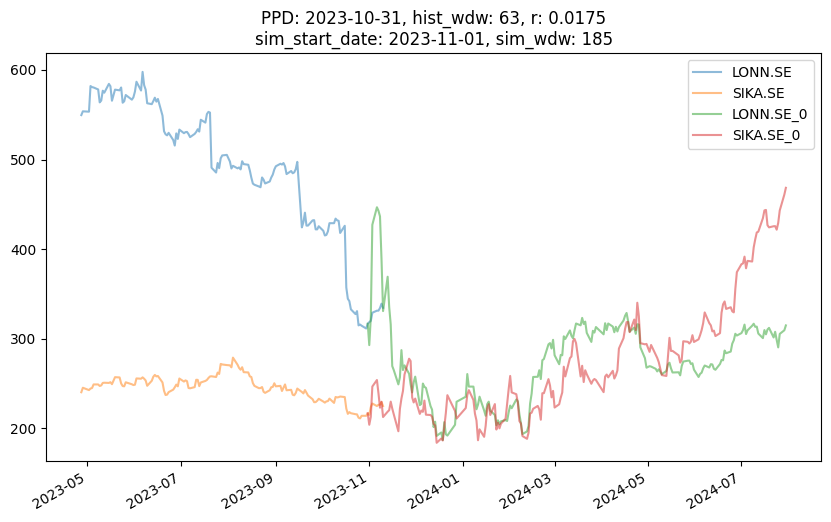 PPD: 2023-10-31, hist_wdw: 63, r: 0.0175
sim_start_date: 2023-11-01, sim_wdw: 185
LONN.SE
SIKA.SE
LONN.SE_0
SIKA.SE_0
600
500
400
300
200
2023-05
2023-07
2023-09
2023-11
2024-01
2024-03
2024-05
2024-07